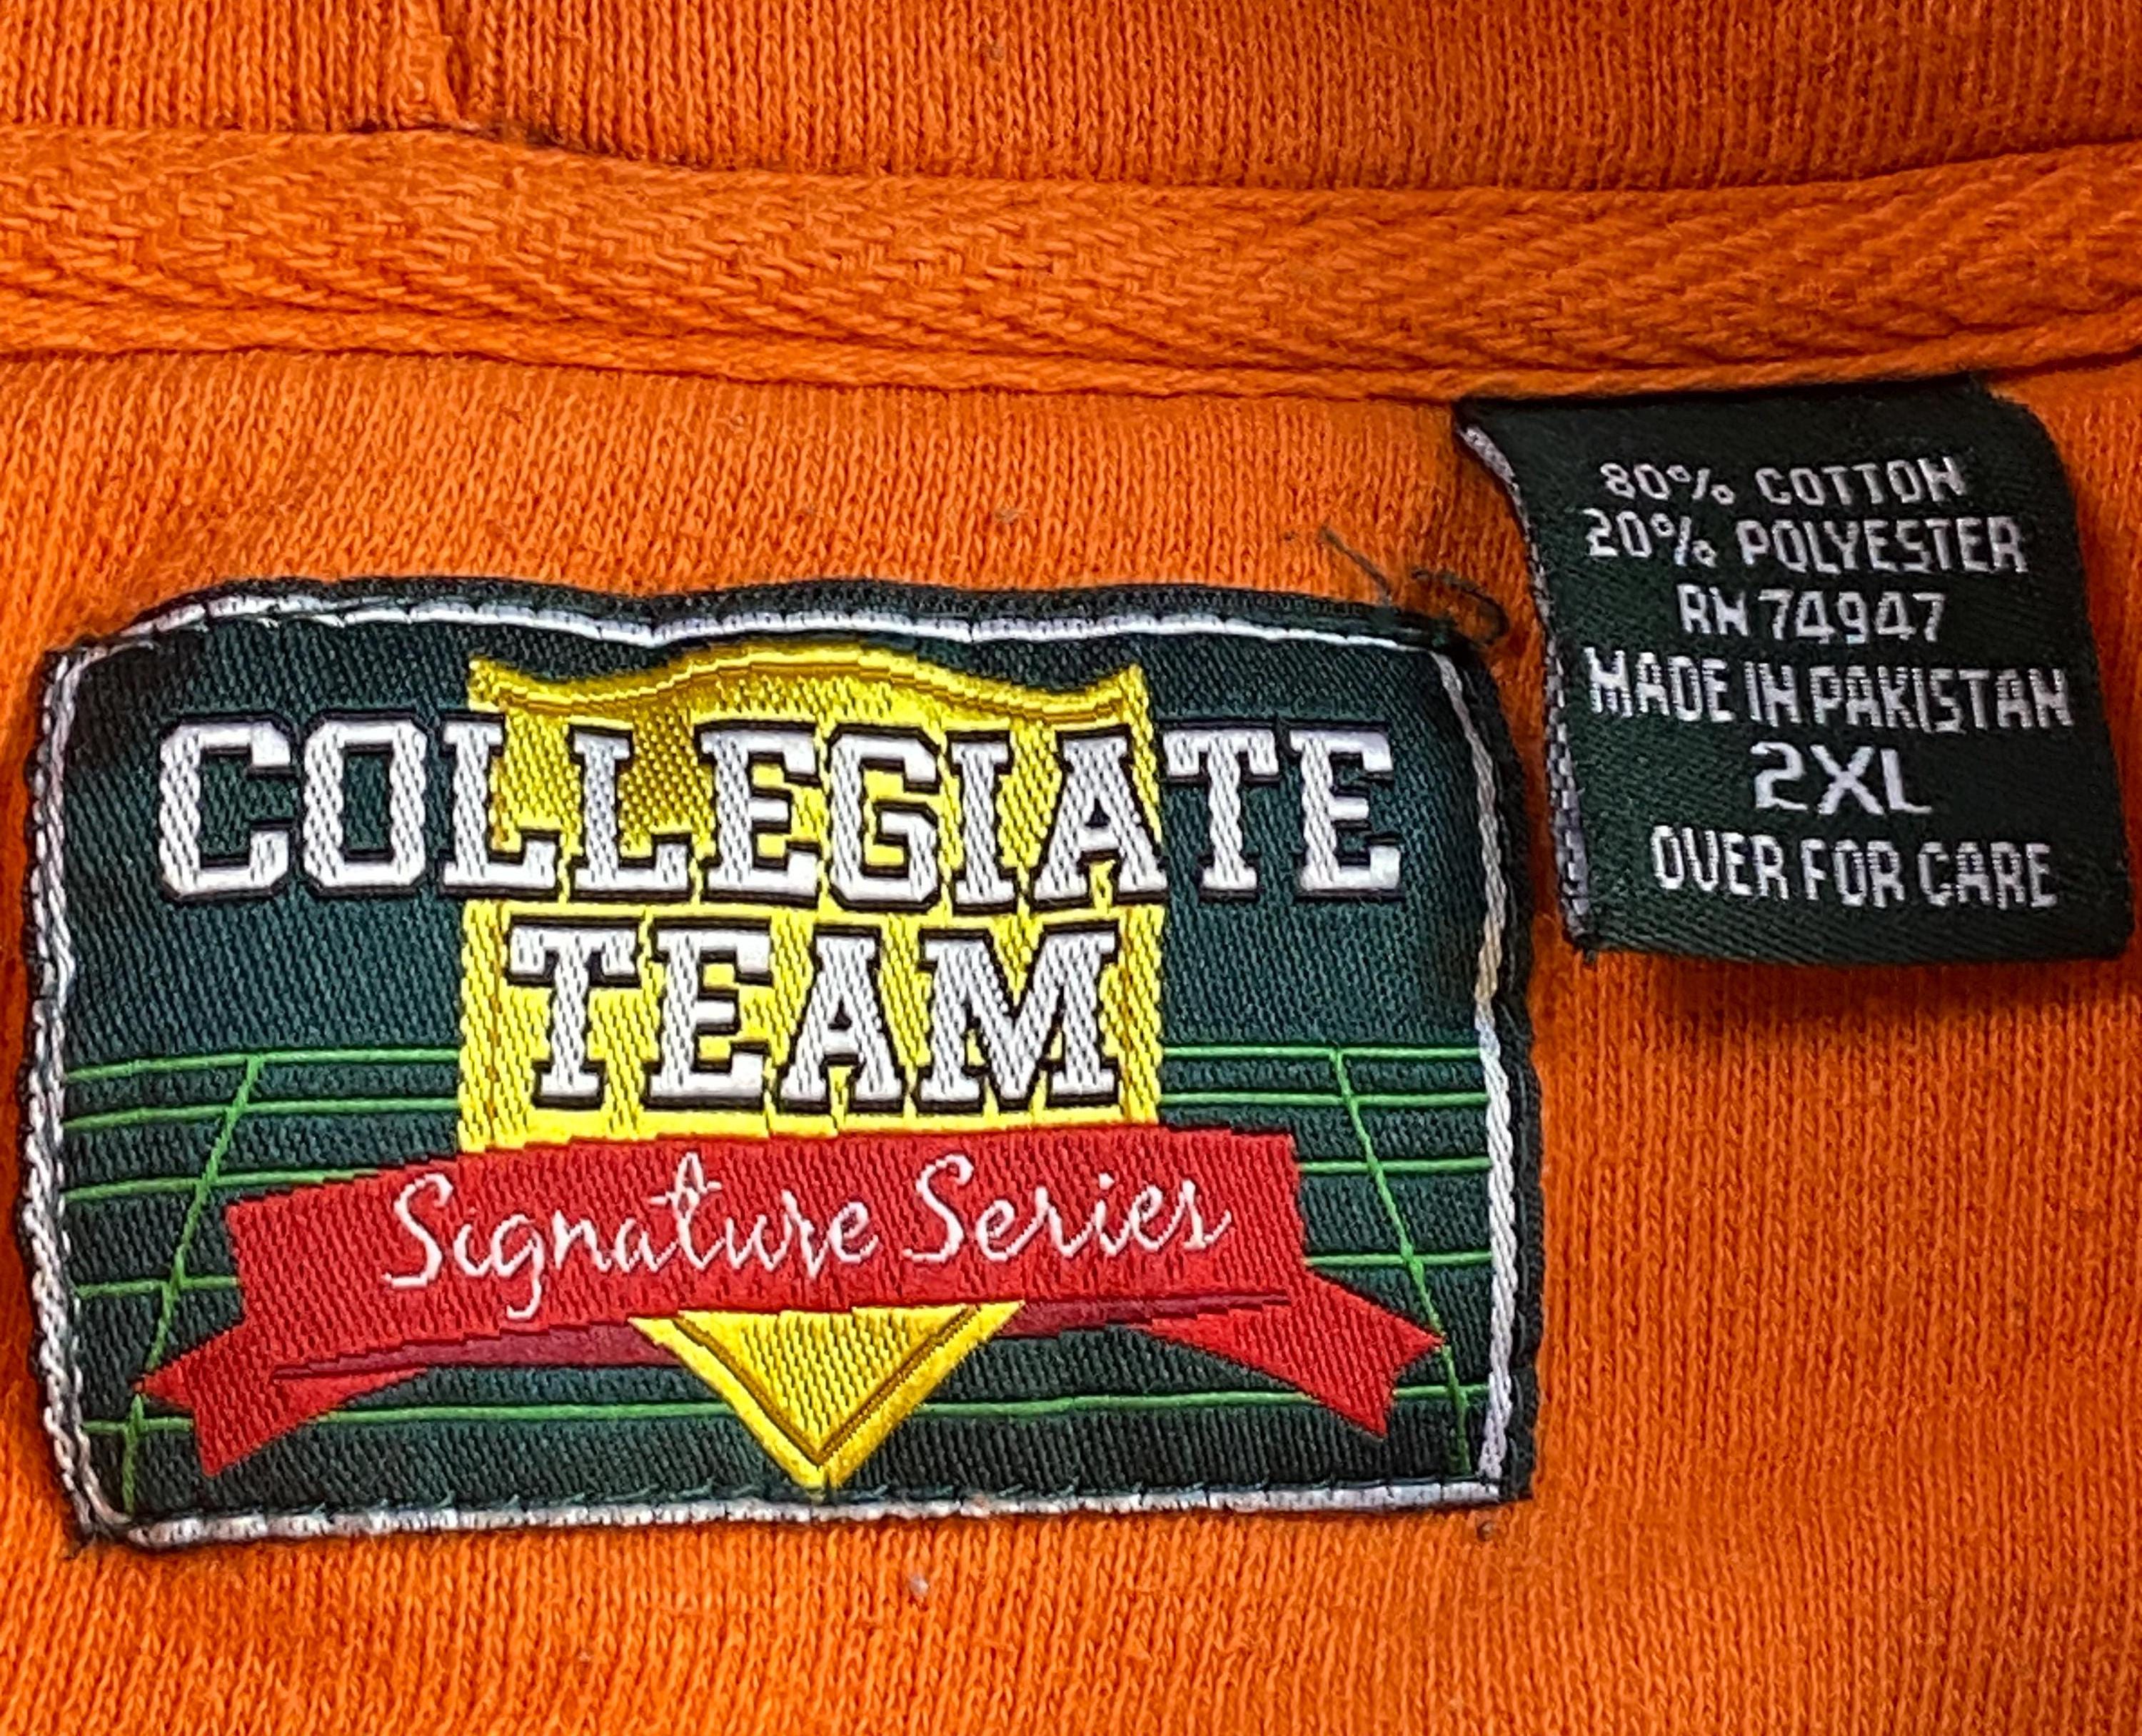 COLLEGIATE
TEAM
Signature Series
80% COTTON
20% POLYESTER
RN 74947
MADE IN PAKISTAN
2XL
OVER FOR CARE